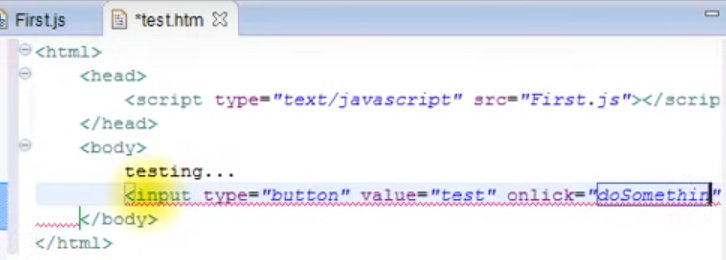 First.js
*test.htm
<html>
<head>
<script type="text/javascript" src="First.js"></scrip
</head>
<body>
testing...
<input type="button" value="test" onlick="doSomethin"
</body>
</html>